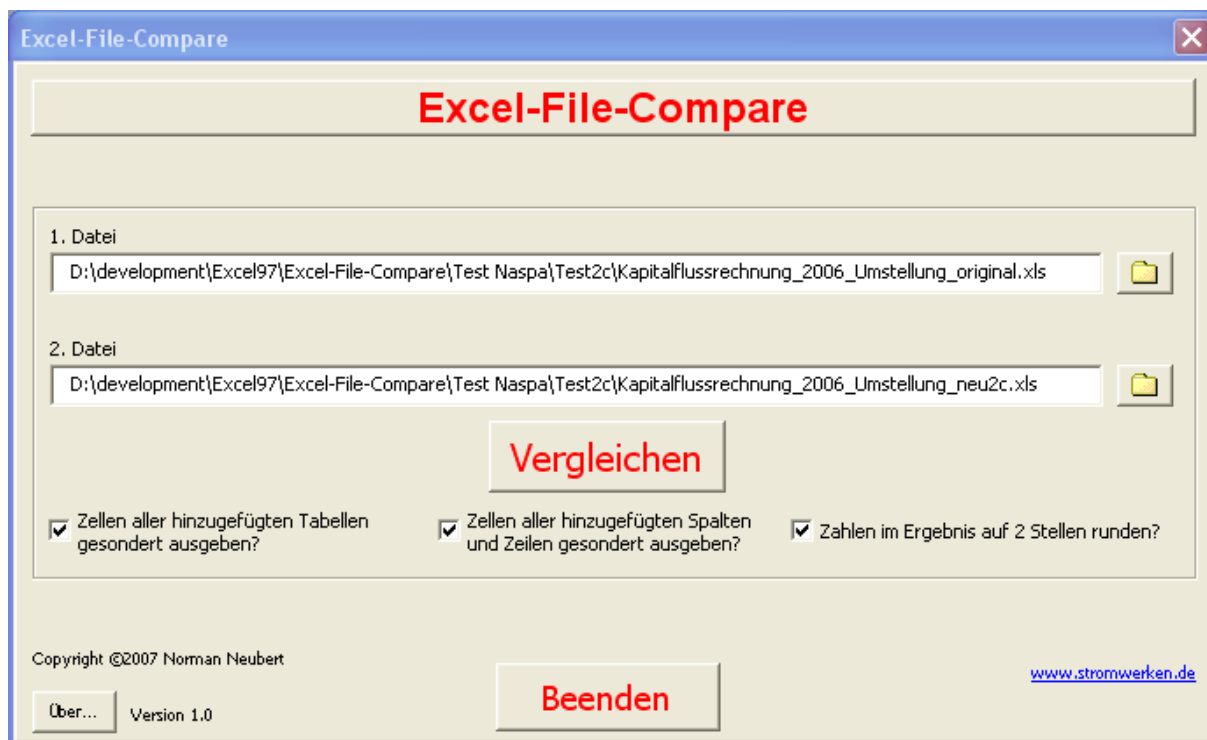 Excel-File-Compare
Excel-File-Compare
1. Datei
D:\development\Excel97\Excel-File-Compare\Test Naspa\Test2c\Kapitalflussrechnung_2006_Umstellung_original.xls
2. Datei
D:\development\Excel97\Excel-File-Compare\Test Naspa\Test2c\Kapitalflussrechnung_2006_Umstellung_neu2c.xls
Vergleichen
Zellen aller hinzugefügten Tabellen
gesondert ausgeben?
Zellen aller hinzugefügten Spalten
und Zeilen gesondert ausgeben?
Zahlen im Ergebnis auf 2 Stellen runden?
Copyright ©2007 Norman Neubert
www.stromwerken.de
Beenden
Über...
Version 1.0